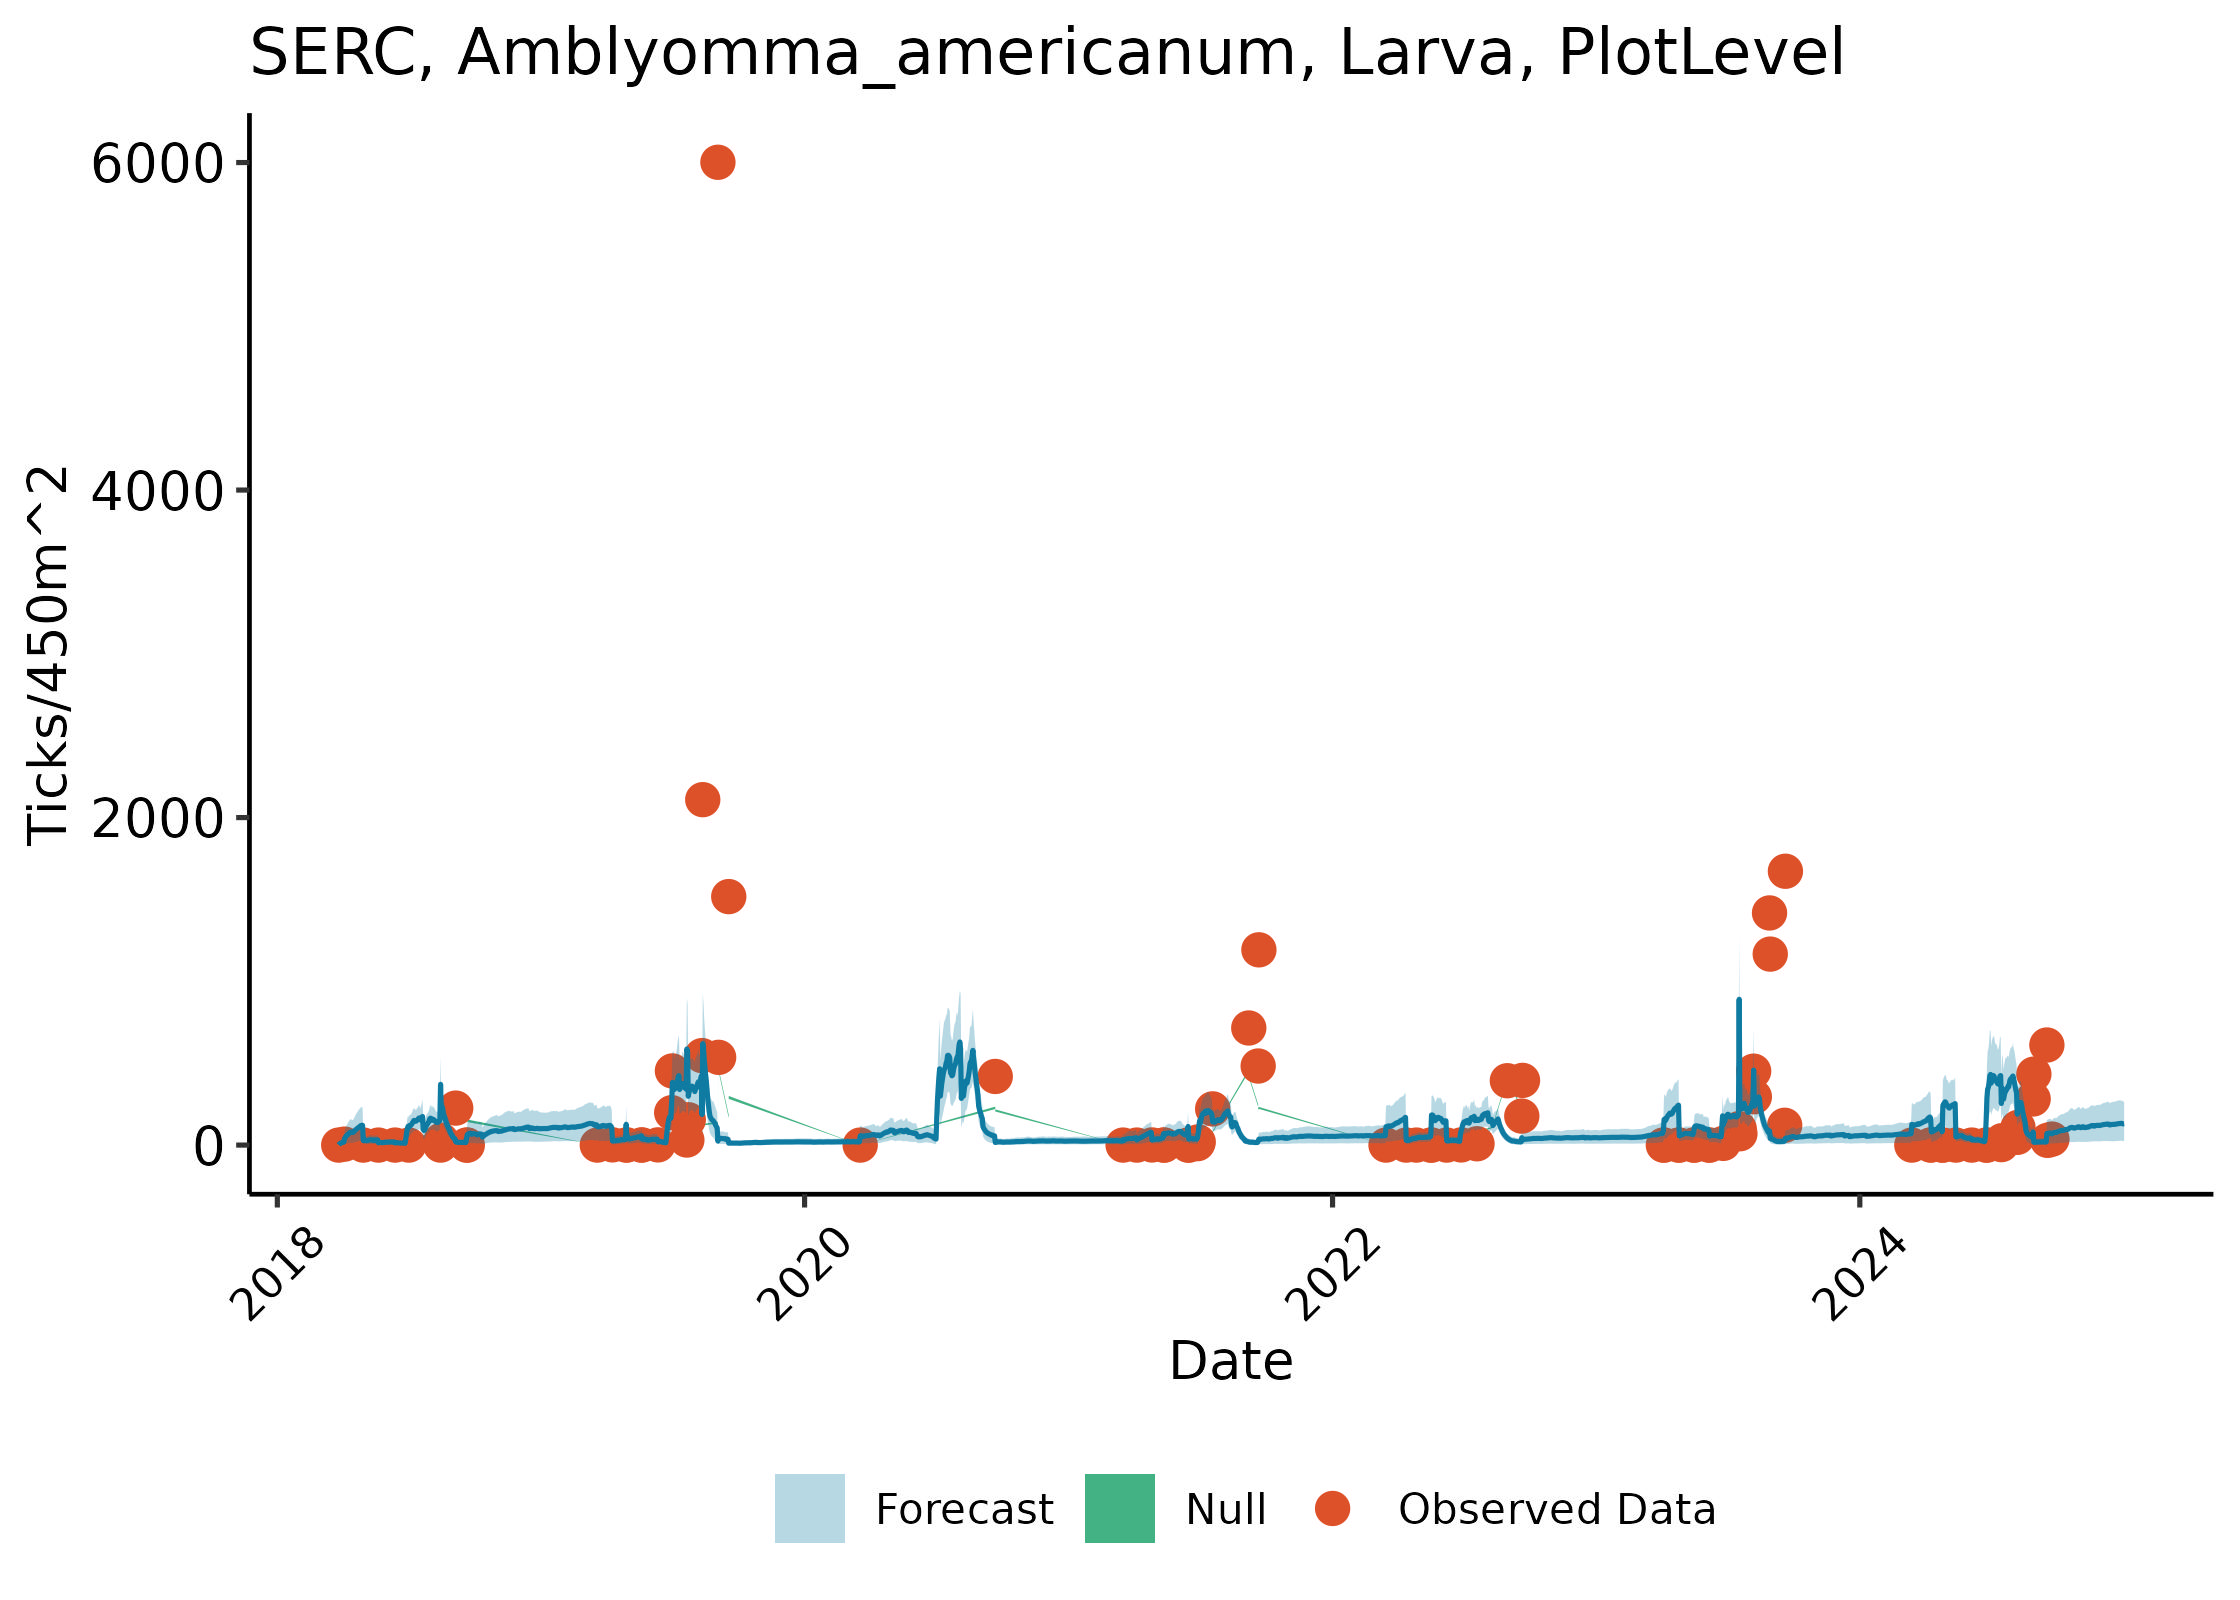 SERC, Amblyomma_americanum, Larva, PlotLevel
6000
4000
2000
0
Ticks/450m^2
2018
2020
2022
2024
Date
Forecast
Null
Observed Data